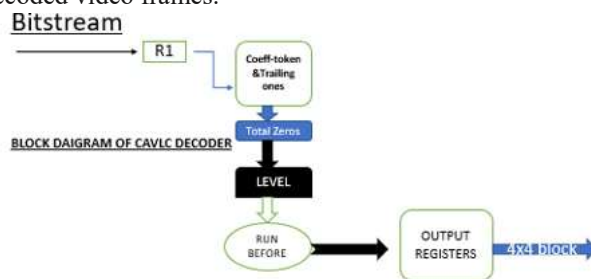 ecoded video frames.
Bitstream
R1
Coeff-token
&Trailing
ones
Total Zeros
BLOCK DAIGRAM OF CAVLC DECODER
LEVEL
RUN
BEFORE
OUTPUT
REGISTERS
4x4 block